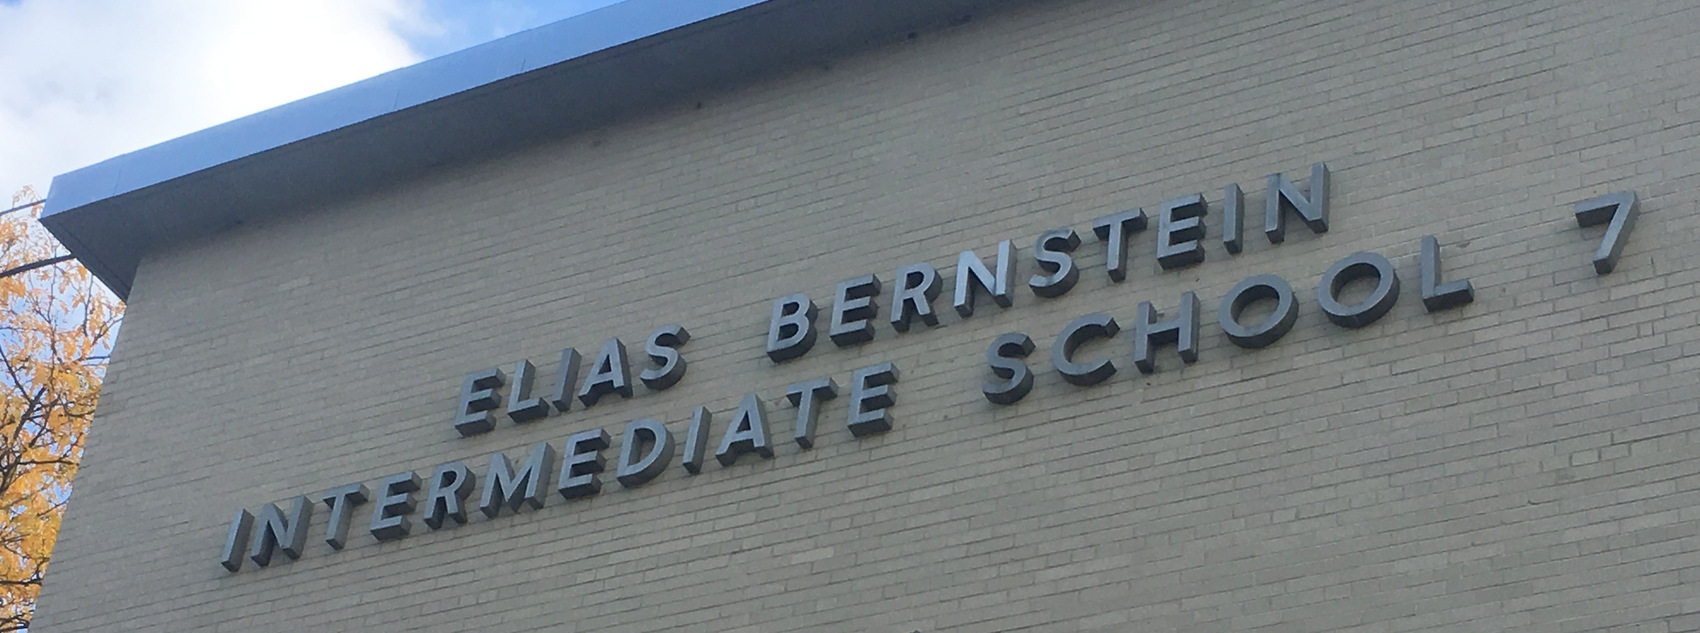 ELIAS BERNSTEIN
INTERMEDIATE SCHOOL 7